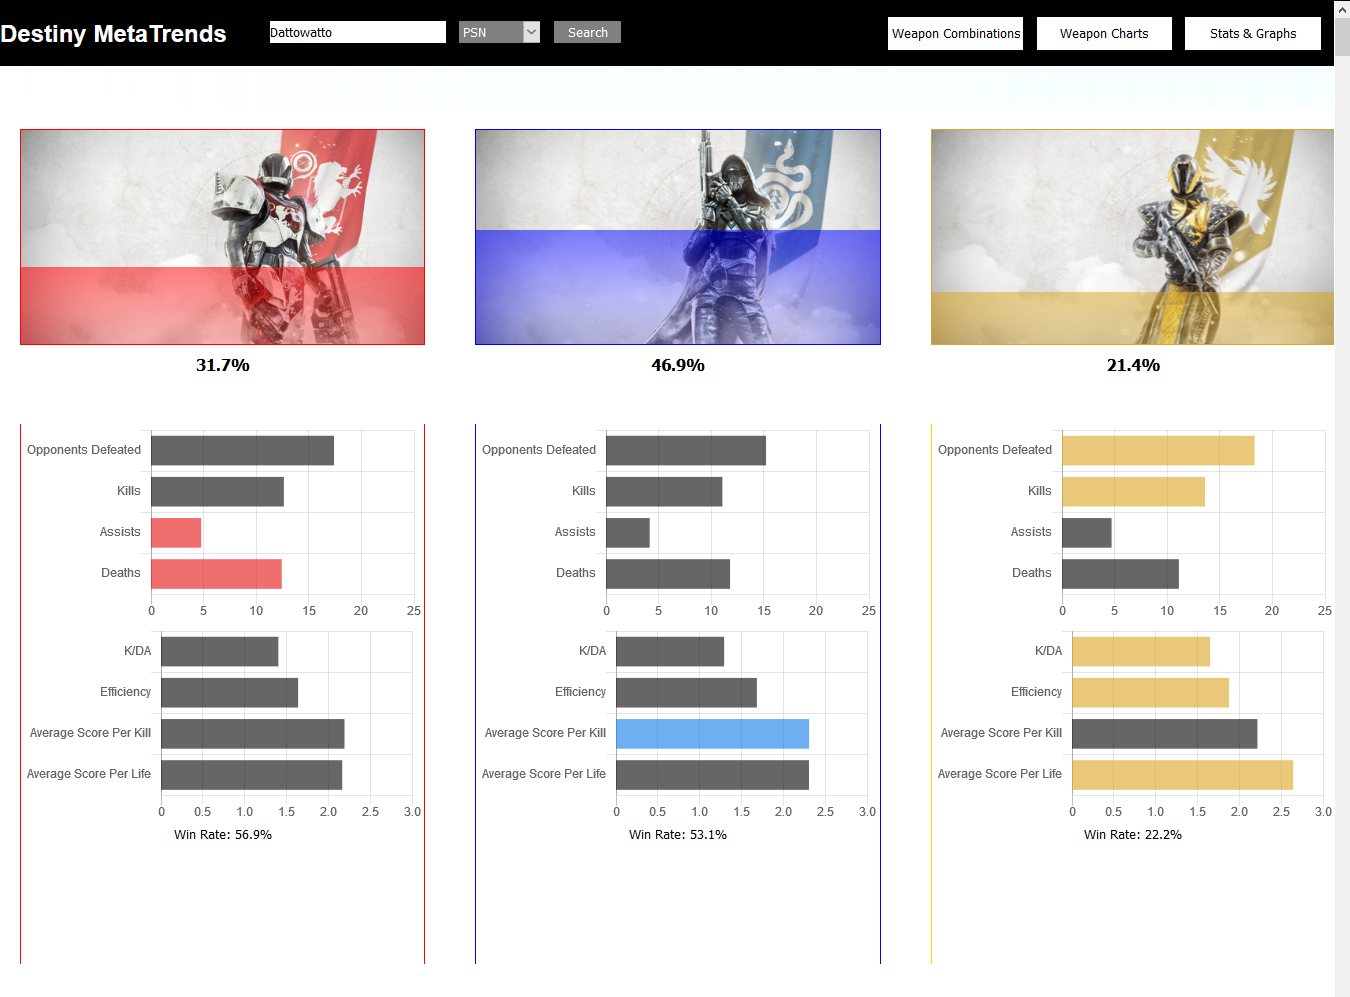 Destiny MetaTrends
Dattowatto
PSN
Search
Weapon Combinations
Weapon Charts
Stats & Graphs
31.7%
46.9%
21.4%
Opponents Defeated
Kills
Assists
Deaths
0 5 10 15 20 25
K/DA
Efficiency
Average Score Per Kill
Average Score Per Life
0 0.5 1.0 1.5 2.0 2.5 3.0
Win Rate: 56.9%
Opponents Defeated
Kills
Assists
Deaths
0 5 10 15 20 25
K/DA
Efficiency
Average Score Per Kill
Average Score Per Life
0 0.5 1.0 1.5 2.0 2.5 3.0
Win Rate: 53.1%
Opponents Defeated
Kills
Assists
Deaths
0 5 10 15 20 25
K/DA
Efficiency
Average Score Per Kill
Average Score Per Life
0 0.5 1.0 1.5 2.0 2.5 3.0
Win Rate: 22.2%